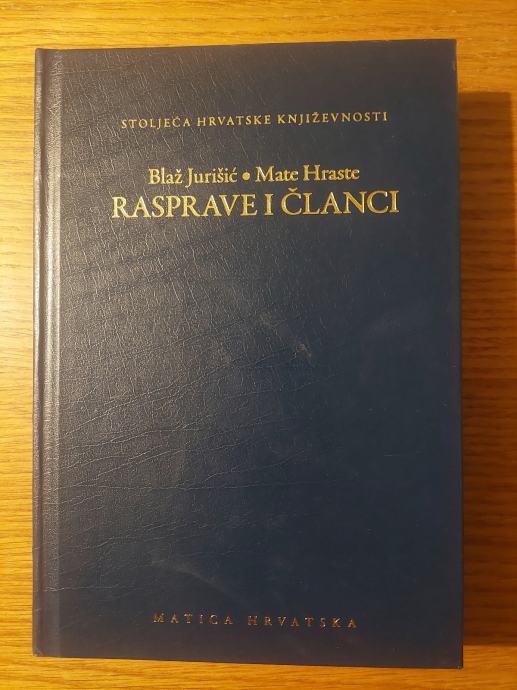 STOLJEĆA HRVATSKE KNJIŽEVNOSTI
Blaž Jurišić • Mate Hraste
RASPRAVE I ČLANCI
MATICA HRVATSKA